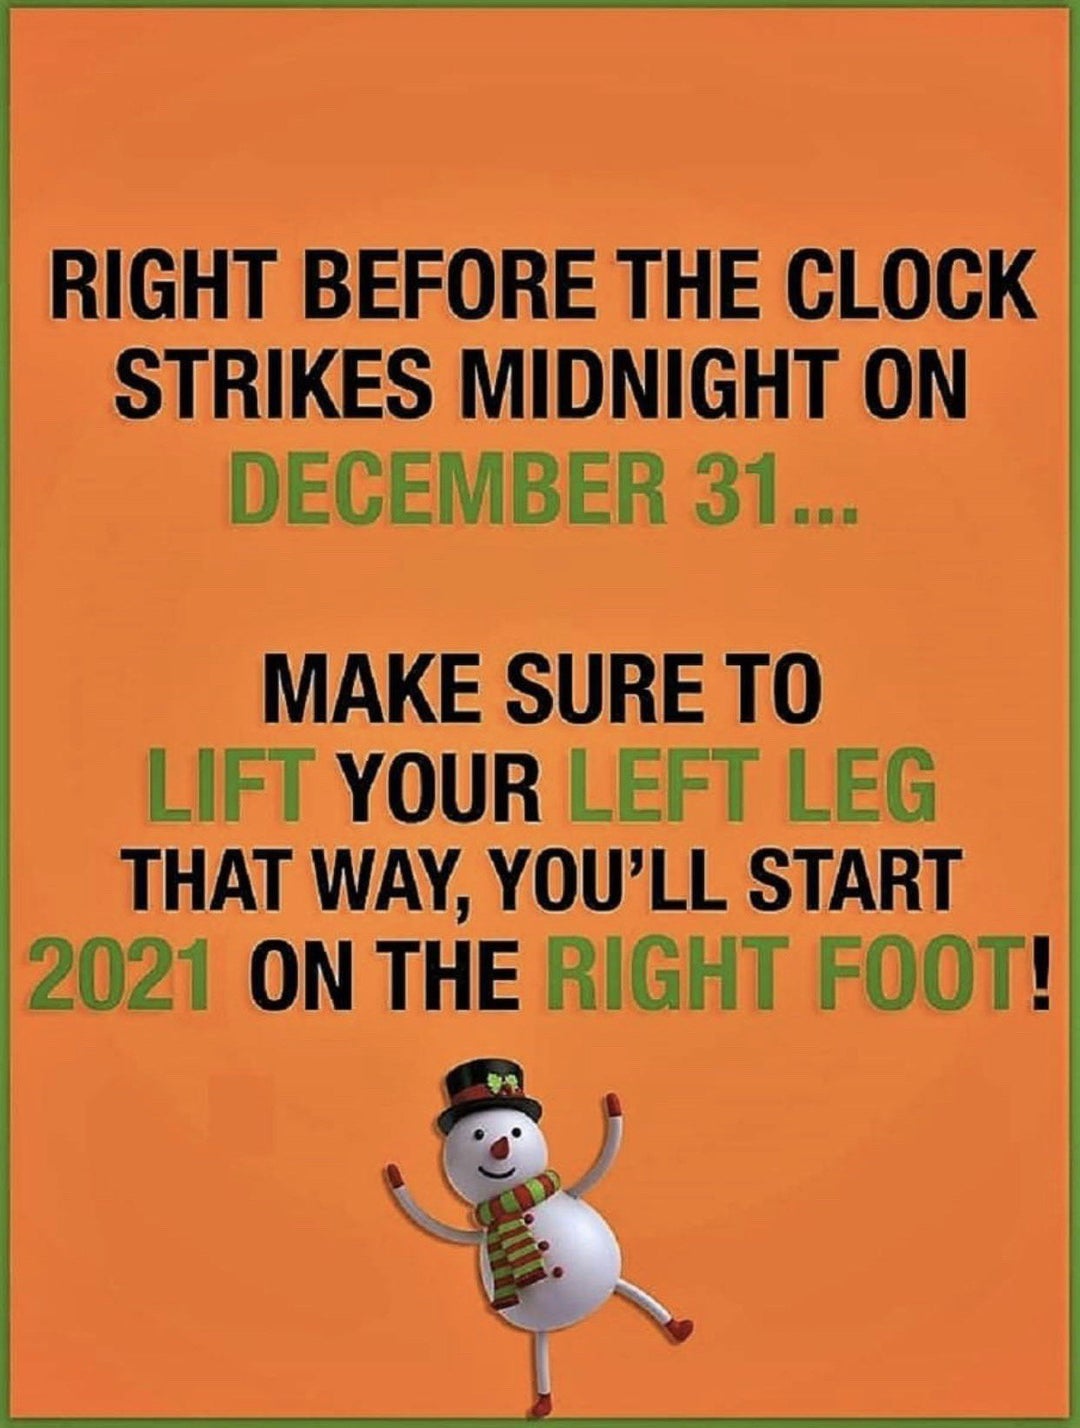 RIGHT BEFORE THE CLOCK
STRIKES MIDNIGHT ON
DECEMBER 31...
MAKE SURE TO
LIFT YOUR LEFT LEG
THAT WAY, YOU’LL START
2021 ON THE RIGHT FOOT!